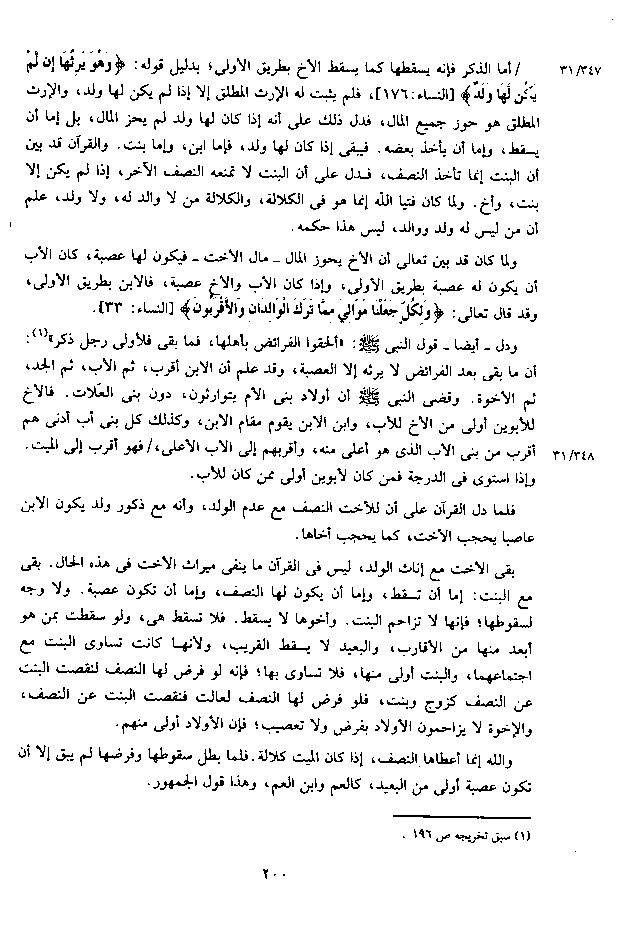 ٣١/٣٤٧ / أما الذكر فإنه يسقطها كما يسقط الأخ بطريق الأولى؛ بدليل قوله: ﴿ وَهُوَ يَرِثُهَا إِن لَّمْ
يَكُن لَّهَا وَلَدٌ ﴾ [النساء: ١٧٦]، فلم يثبت له الإرث المطلق إلا إذا لم يكن لها ولد، والإرث
المطلق هو حوز جميع المال، فدل ذلك على أنه إذا كان لها ولد لم يحز المال، بل إما أن
يسقط، وإما أن يأخذ بعضه. فيبقى إذا كان لها ولد، فإما ابن، وإما بنت. والقرآن قد بين
أن البنت إنما تأخذ النصف، فدل على أن البنت لا تمنعه النصف الآخر، إذا لم يكن إلا
بنت، وأخ. ولما كان فتيا الله إنما هو فى الكلالة، والكلالة من لا والد له، ولا ولد، علم
أن من ليس له ولد ووالد، ليس هذا حكمه.
ولما كان قد بين تعالى أن الأخ يحوز المال ـ مال الأخت ـ فيكون لها عصبة، كان الأب
أن يكون له عصبة بطريق الأولى، وإذا كان الأب والأخ عصبة، فالابن بطريق الأولى،
وقد قال تعالى: ﴿ وَلِكُلٍّ جَعَلْنَا مَوَالِيَ مِمَّا تَرَكَ الْوَالِدَانِ وَالأَقْرَبُونَ ﴾ [النساء: ٣٣].
ودل ـ أيضا ـ قول النبى ﷺ: «ألحقوا الفرائض بأهلها، فما بقى فلأولى رجل ذكر»(١):
أن ما بقى بعد الفرائض لا يرثه إلا العصبة، وقد علم أن الابن أقرب، ثم الأب، ثم الجد،
ثم الأخوة. وقضى النبى ﷺ أن أولاد بنى الأم يتوارثون، دون بنى العلات. فالأخ
للأبوين أولى من الأخ للأب، وابن الابن يقوم مقام الابن، وكذلك كل بنى أب أدنى هم
٣١/٣٤٨ أقرب من بنى الأب الذى هو أعلى منه، وأقربهم إلى الأب الأعلى،/ فهو أقرب إلى الميت.
وإذا استوى فى الدرجة فمن كان لأبوين أولى ممن كان للأب.
فلما دل القرآن على أن للأخت النصف مع عدم الولد، وأنه مع ذكور ولد يكون الابن
عاصبا يحجب الأخت، كما يحجب أخاها.
بقى الأخت مع إناث الولد، ليس فى القرآن ما ينفى ميراث الأخت فى هذه الحال. بقى
مع البنت: إما أن تسقط، وإما أن يكون لها النصف، وإما أن تكون عصبة. ولا وجه
لسقوطها؛ فإنها لا تزاحم البنت. وأخوها لا يسقط. فلا تسقط هى، ولو سقطت بمن هو
أبعد منها من الأقارب، والبعيد لا يسقط القريب، ولأنها كانت تساوى البنت مع
اجتماعهما، والبنت أولى منها، فلا تساوى بها؛ فإنه لو فرض لها النصف لنقصت البنت
عن النصف كزوج وبنت، فلو فرض لها النصف لعالت فنقصت البنت عن النصف،
والإخوة لا يزاحمون الأولاد بفرض ولا تعصيب؛ فإن الأولاد أولى منهم.
والله إنما أعطاها النصف، إذا كان الميت كلالة. فلما بطل سقوطها وفرضها لم يبق إلا أن
تكون عصبة أولى من البعيد، كالعم وابن العم، وهذا قول الجمهور.
(١) سبق تخريجه ص ١٩٦ .
٢٠٠